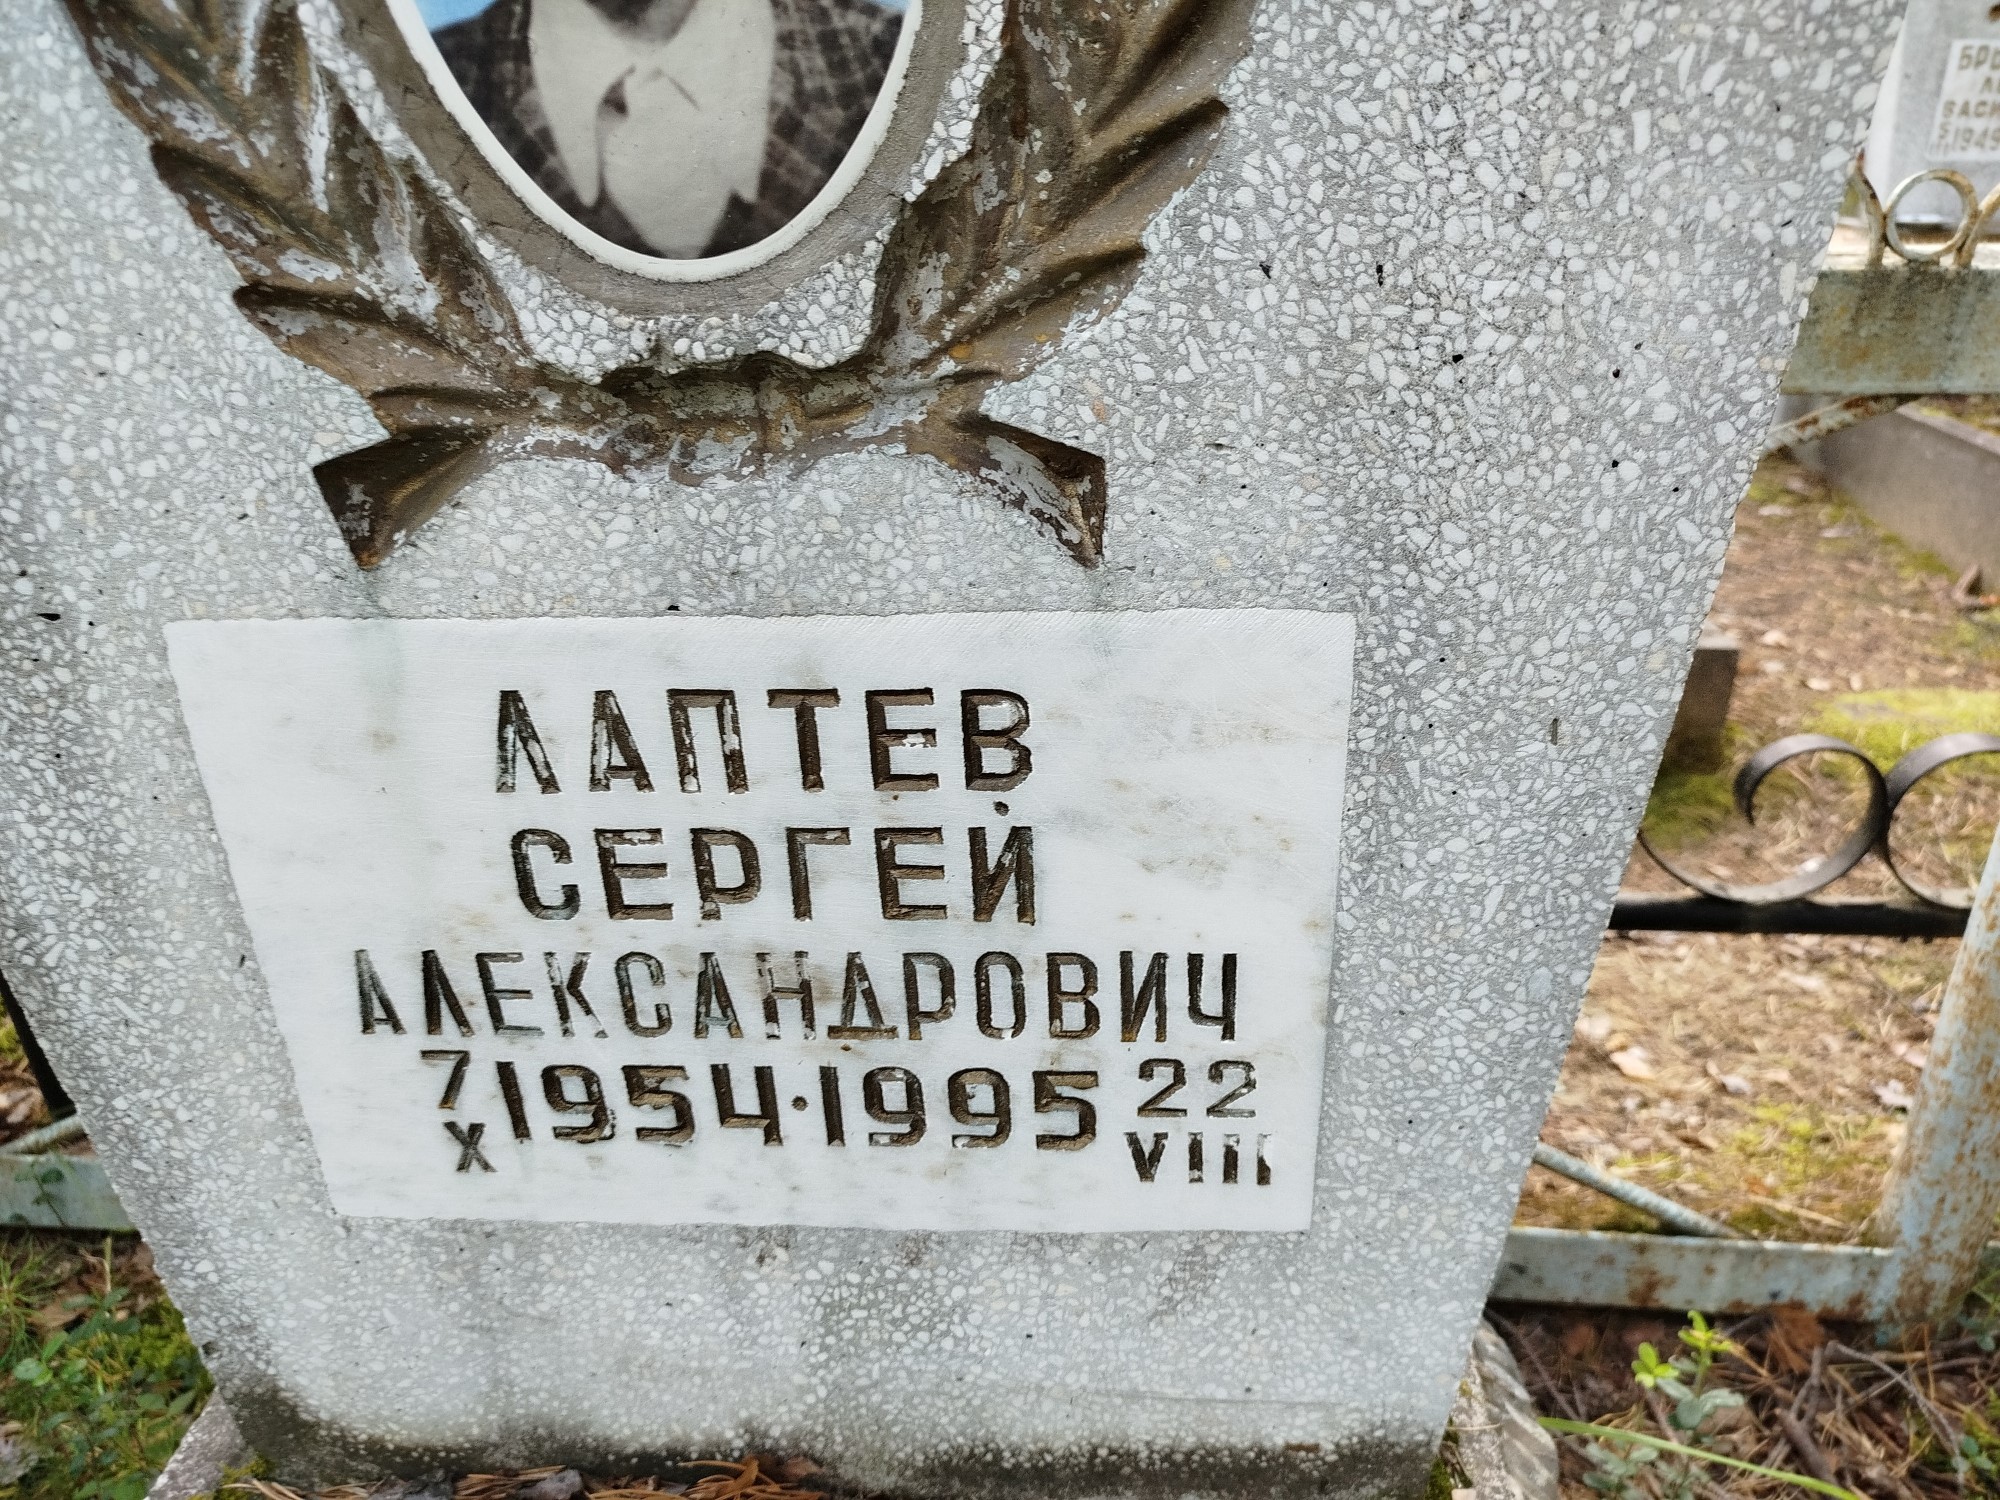 ЛАПТЕВ
СЕРГЕЙ
АЛЕКСАНДРОВИЧ
7 X 1954·1995 22 VIII